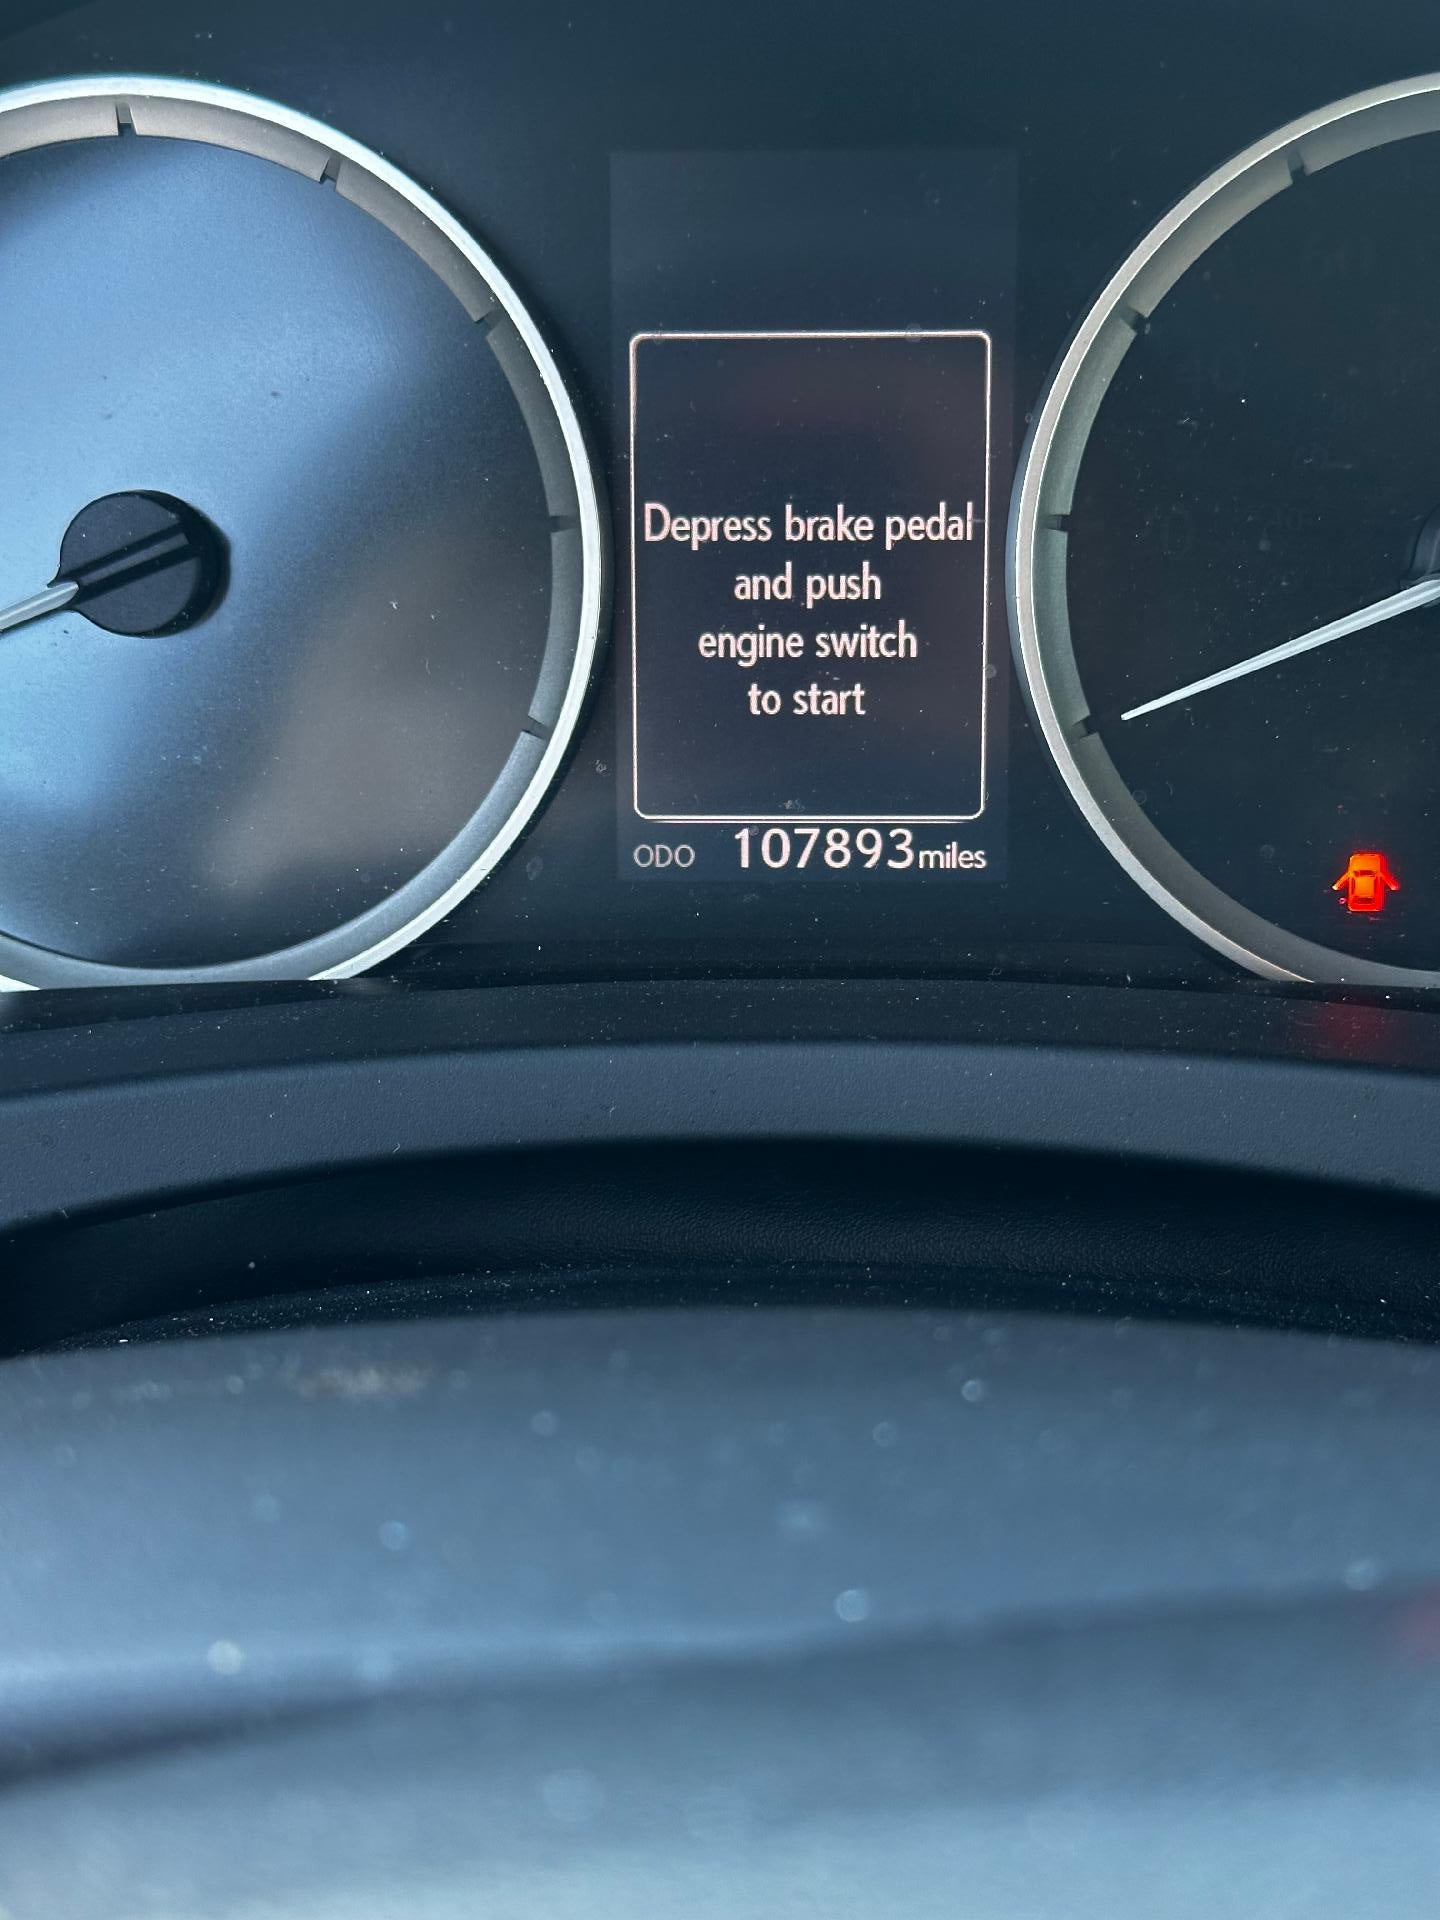 Depress brake pedal
and push
engine switch
to start
ODO 107893 miles